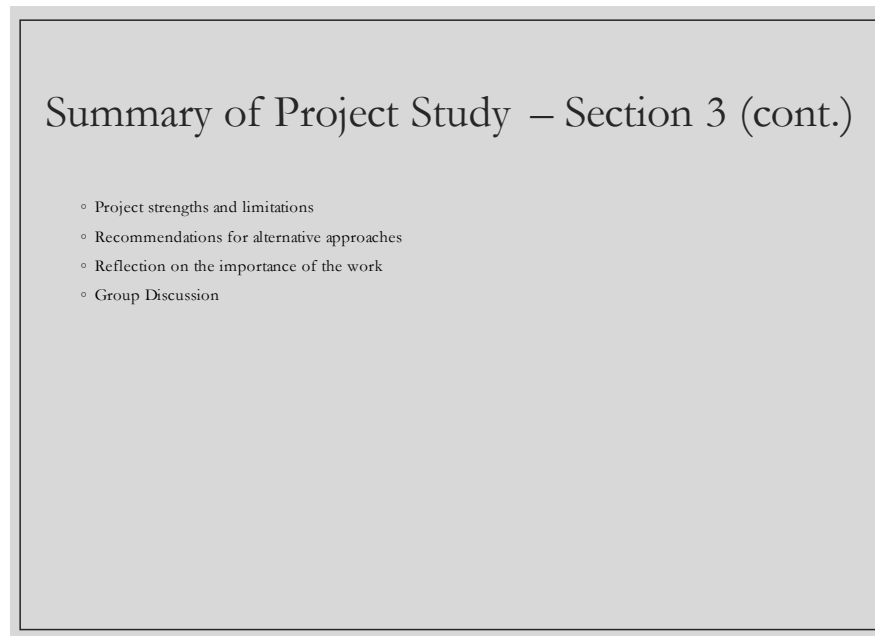 Summary of Project Study – Section 3 (cont.)
◦ Project strengths and limitations
◦ Recommendations for alternative approaches
◦ Reflection on the importance of the work
◦ Group Discussion